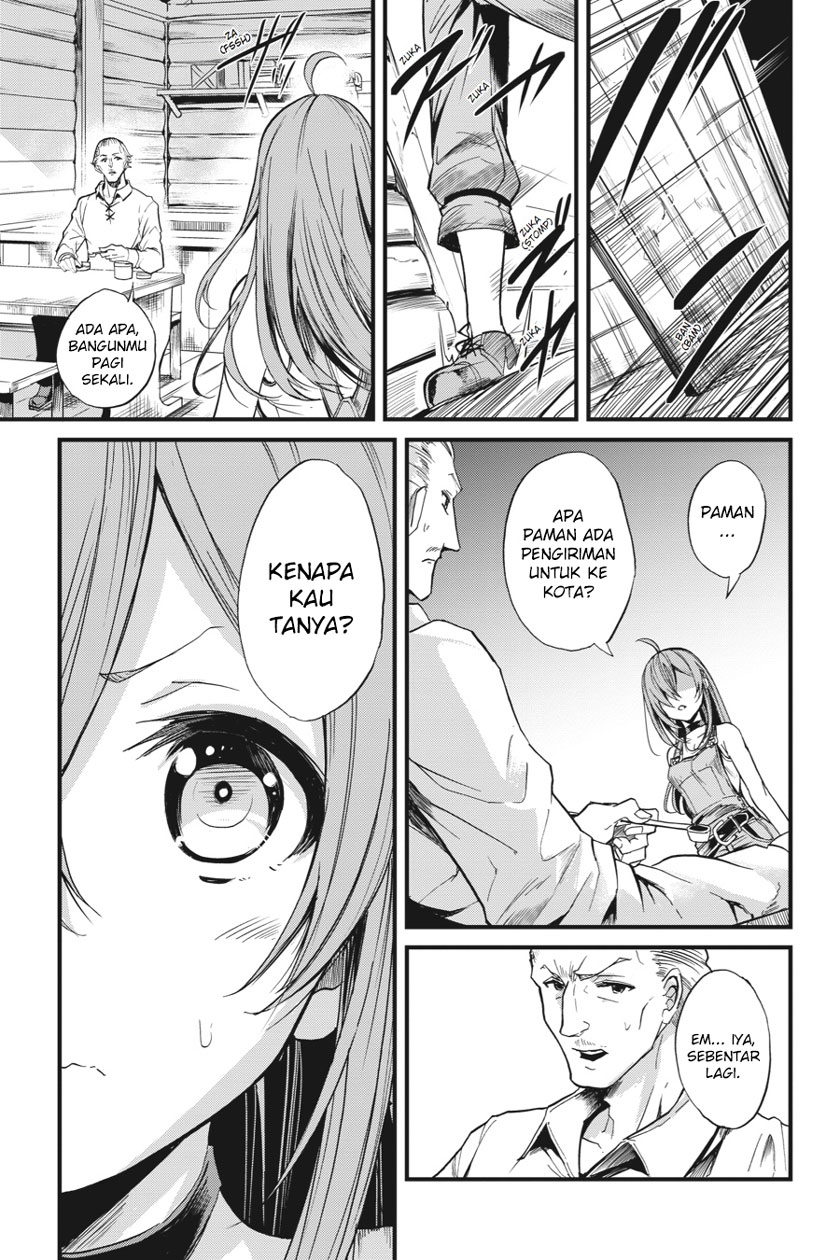 BAN
(BAM)
ZUKA
ZUKA
ZUKA
(STOMP)
ZUKA
ZA
(FSSH)
ADA APA,
BANGUNMU
PAGI
SEKALI.
PAMAN
...
APA
PAMAN ADA
PENGIRIMAN
UNTUK KE
KOTA?
EM... IYA,
SEBENTAR
LAGI.
KENAPA
KAU
TANYA?